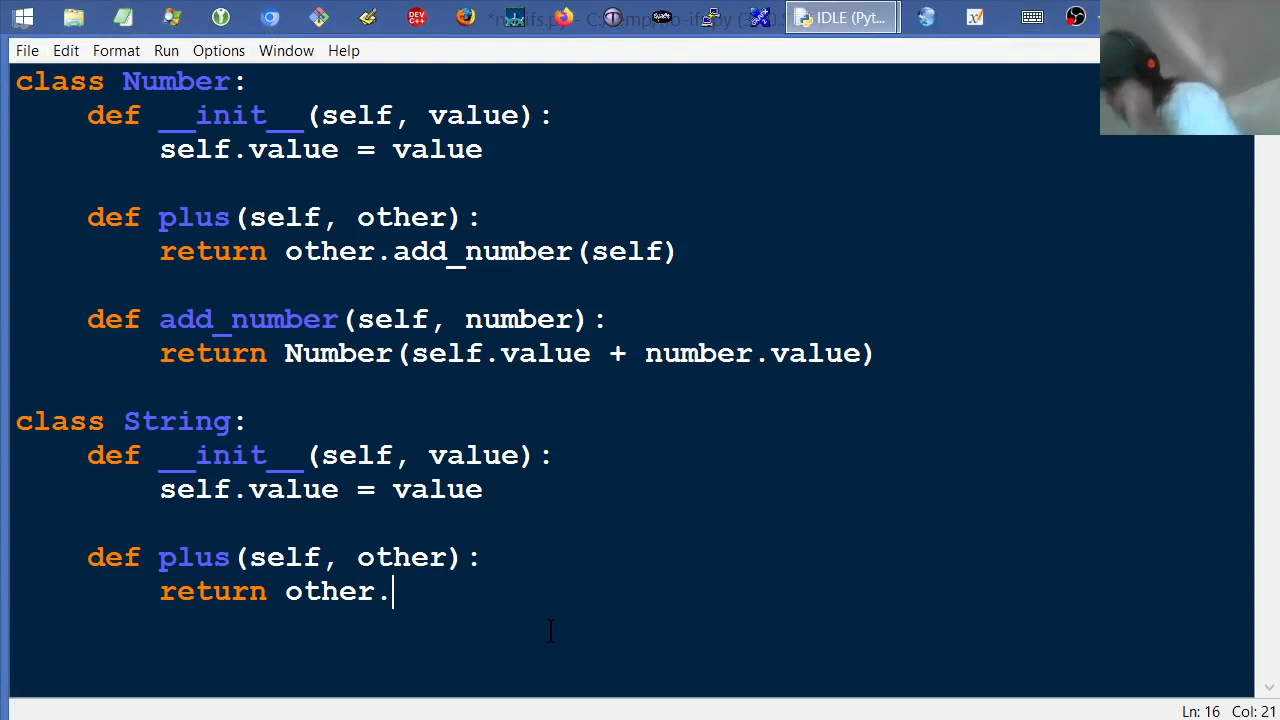 IDLE (Pyt...
File Edit Format Run Options Window Help
class Number:
    def __init__(self, value):
        self.value = value
    def plus(self, other):
        return other.add_number(self)
    def add_number(self, number):
        return Number(self.value + number.value)
class String:
    def __init__(self, value):
        self.value = value
    def plus(self, other):
        return other.
Ln: 16 Col: 21